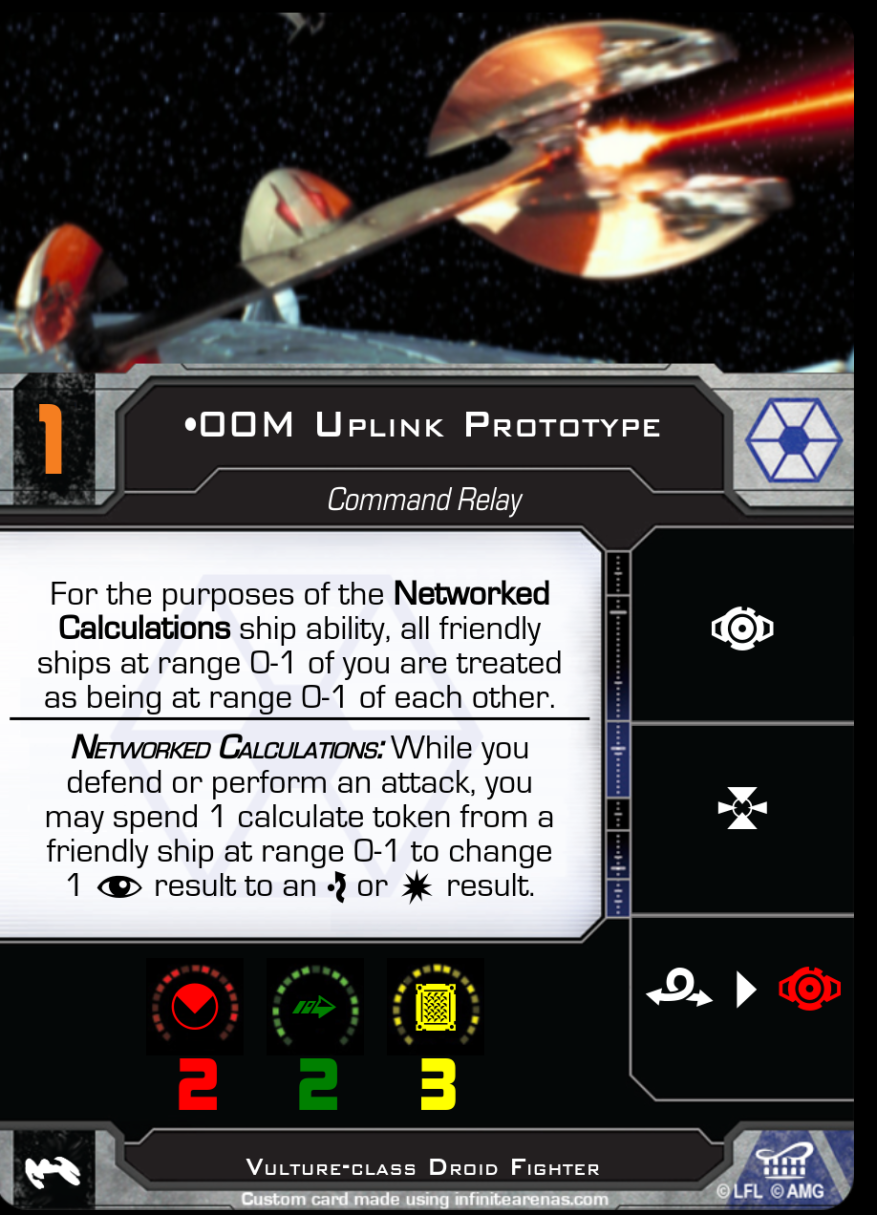 1
•OOM Uplink Prototype
Command Relay
For the purposes of the Networked
Calculations ship ability, all friendly
ships at range 0-1 of you are treated
as being at range 0-1 of each other.
Networked Calculations: While you
defend or perform an attack, you
may spend 1 calculate token from a
friendly ship at range 0-1 to change
1 result to an or result.
2 2 3
Vulture-class Droid Fighter
Custom card made using infinitearenas.com
© LFL © AMG